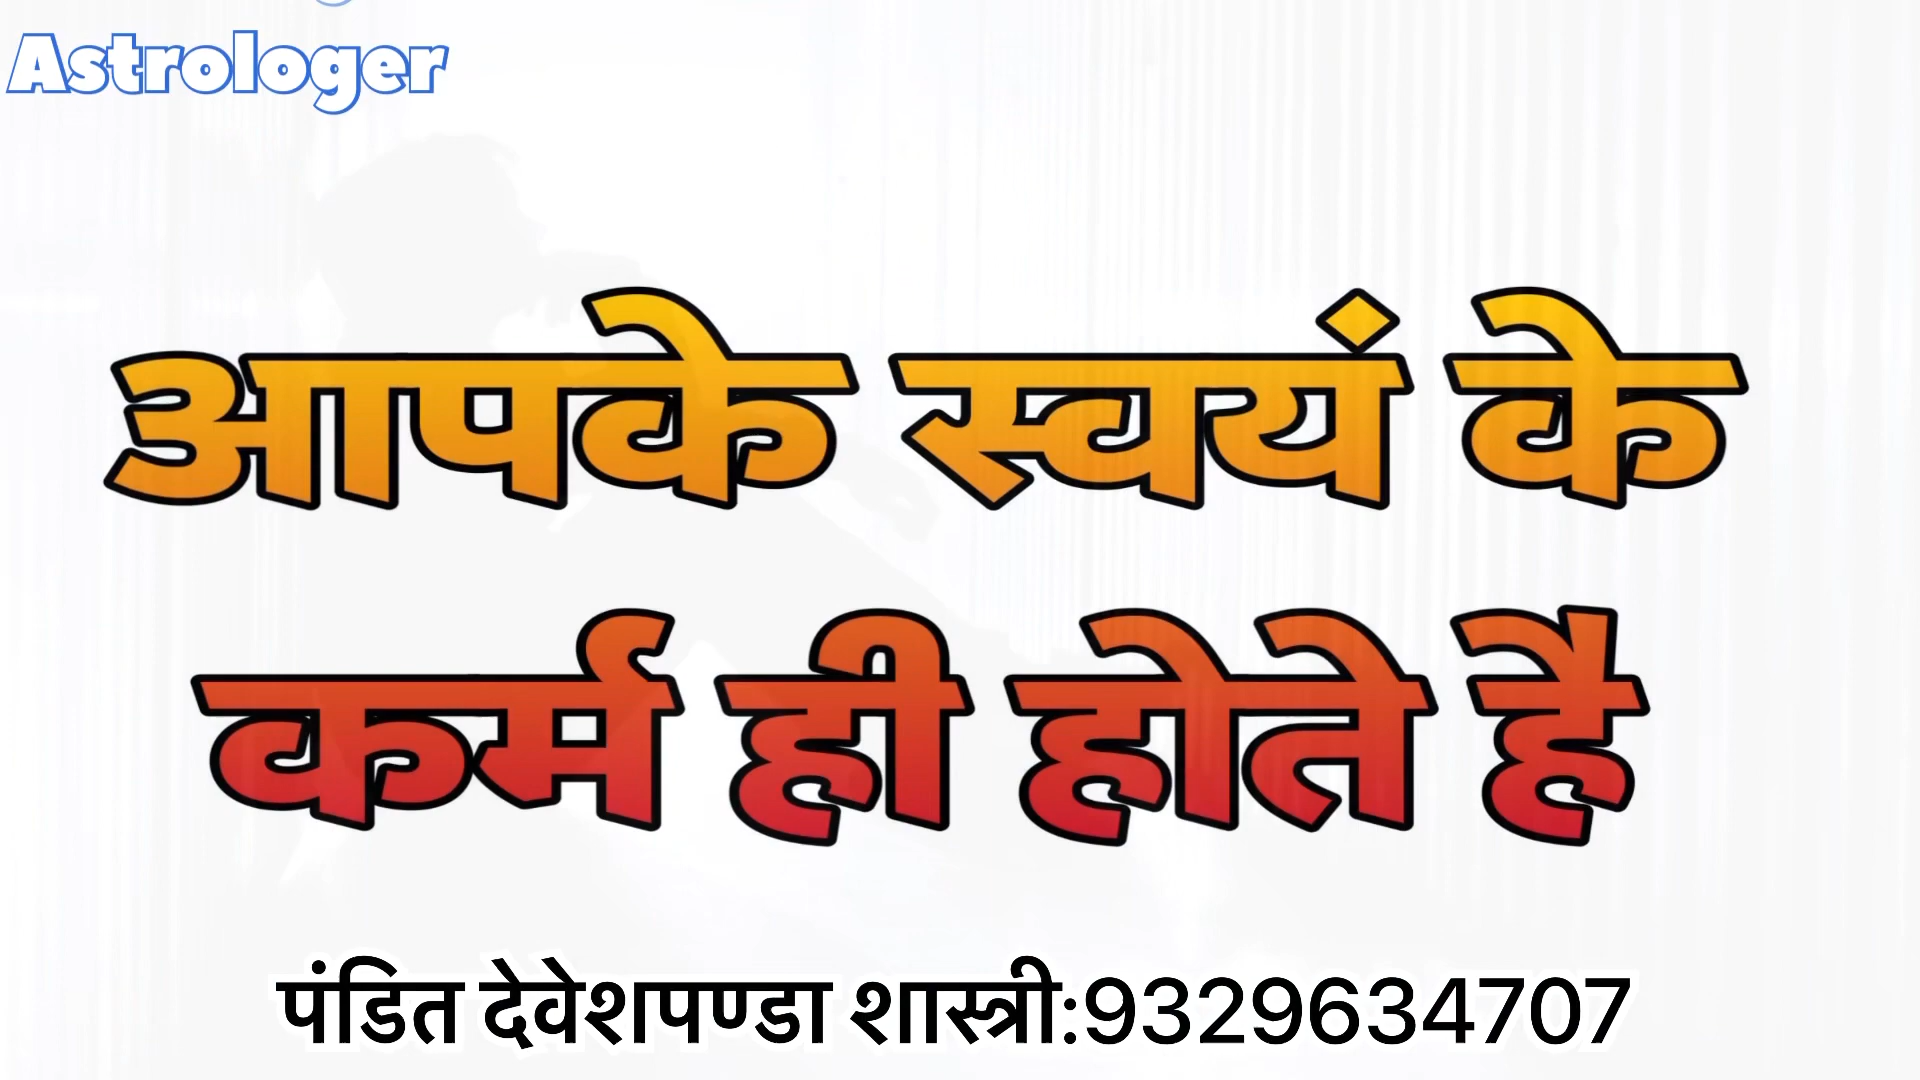 Astrologer
आपके स्वयं के
कर्म ही होते है
पंडित देवेशपण्डा शास्त्री:9329634707